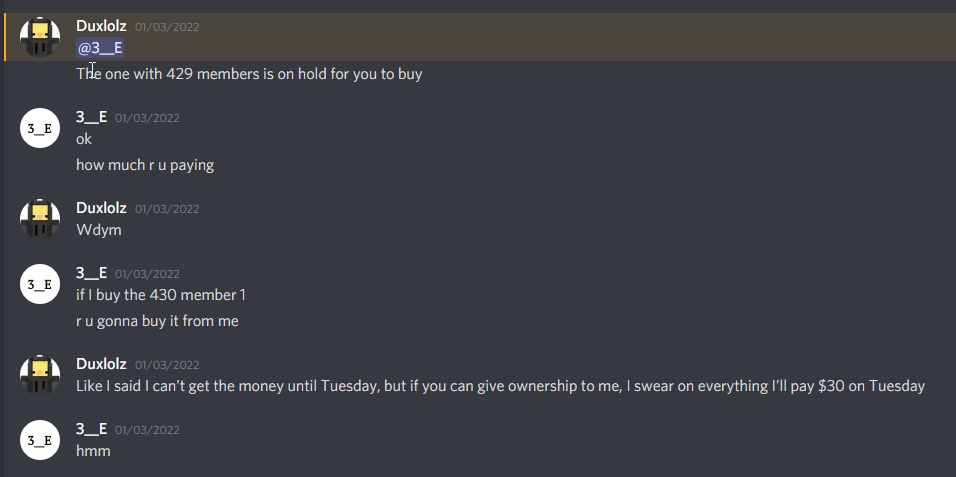 Duxlolz 01/03/2022
@3__E
The one with 429 members is on hold for you to buy
3__E
3__E 01/03/2022
ok
how much r u paying
Duxlolz 01/03/2022
Wdym
3__E
3__E 01/03/2022
if I buy the 430 member 1
r u gonna buy it from me
Duxlolz 01/03/2022
Like I said I can't get the money until Tuesday, but if you can give ownership to me, I swear on everything I'll pay $30 on Tuesday
3__E
3__E 01/03/2022
hmm